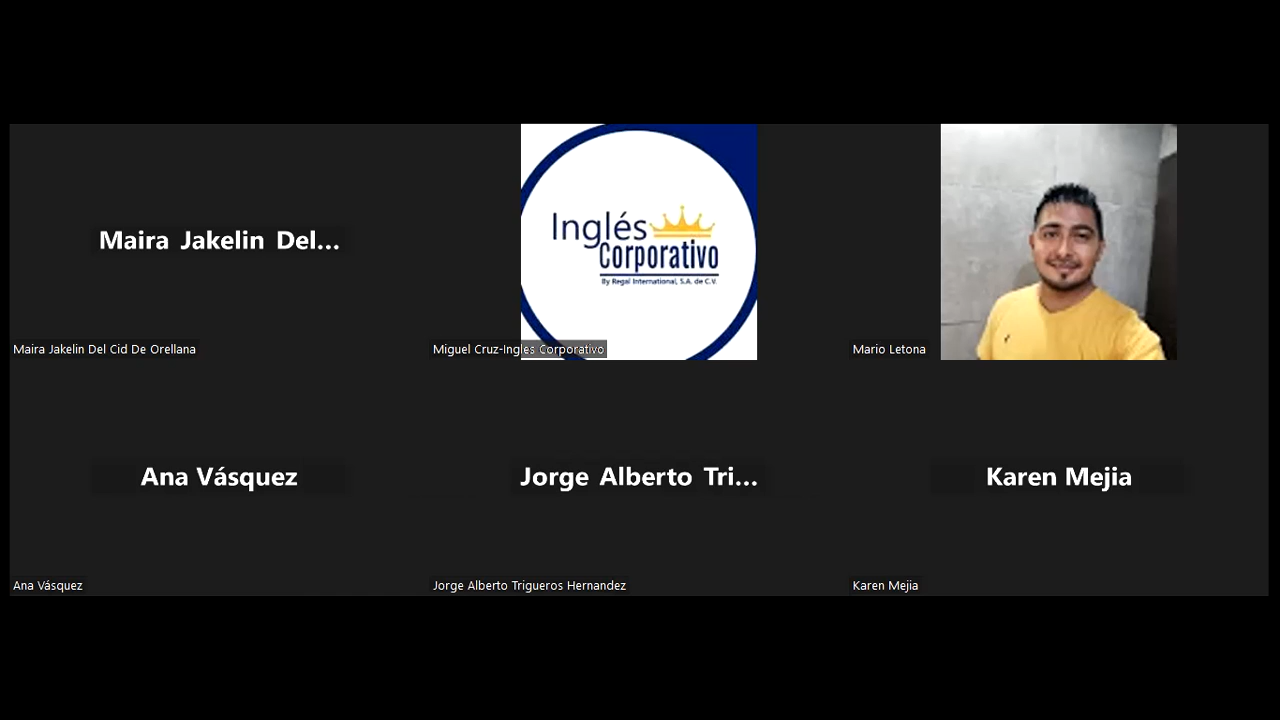 Maira Jakelin Del...
Maira Jakelin Del Cid De Orellana
Inglés
Corporativo
By Regal International, S.A. de C.V.
Miguel Cruz-Ingles Corporativo
Mario Letona
Ana Vásquez
Ana Vásquez
Jorge Alberto Tri...
Jorge Alberto Trigueros Hernandez
Karen Mejia
Karen Mejia